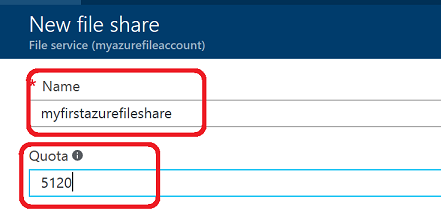 New file share
File service (myazurefileaccount)
* Name
myfirstazurefileshare
Quota
5120